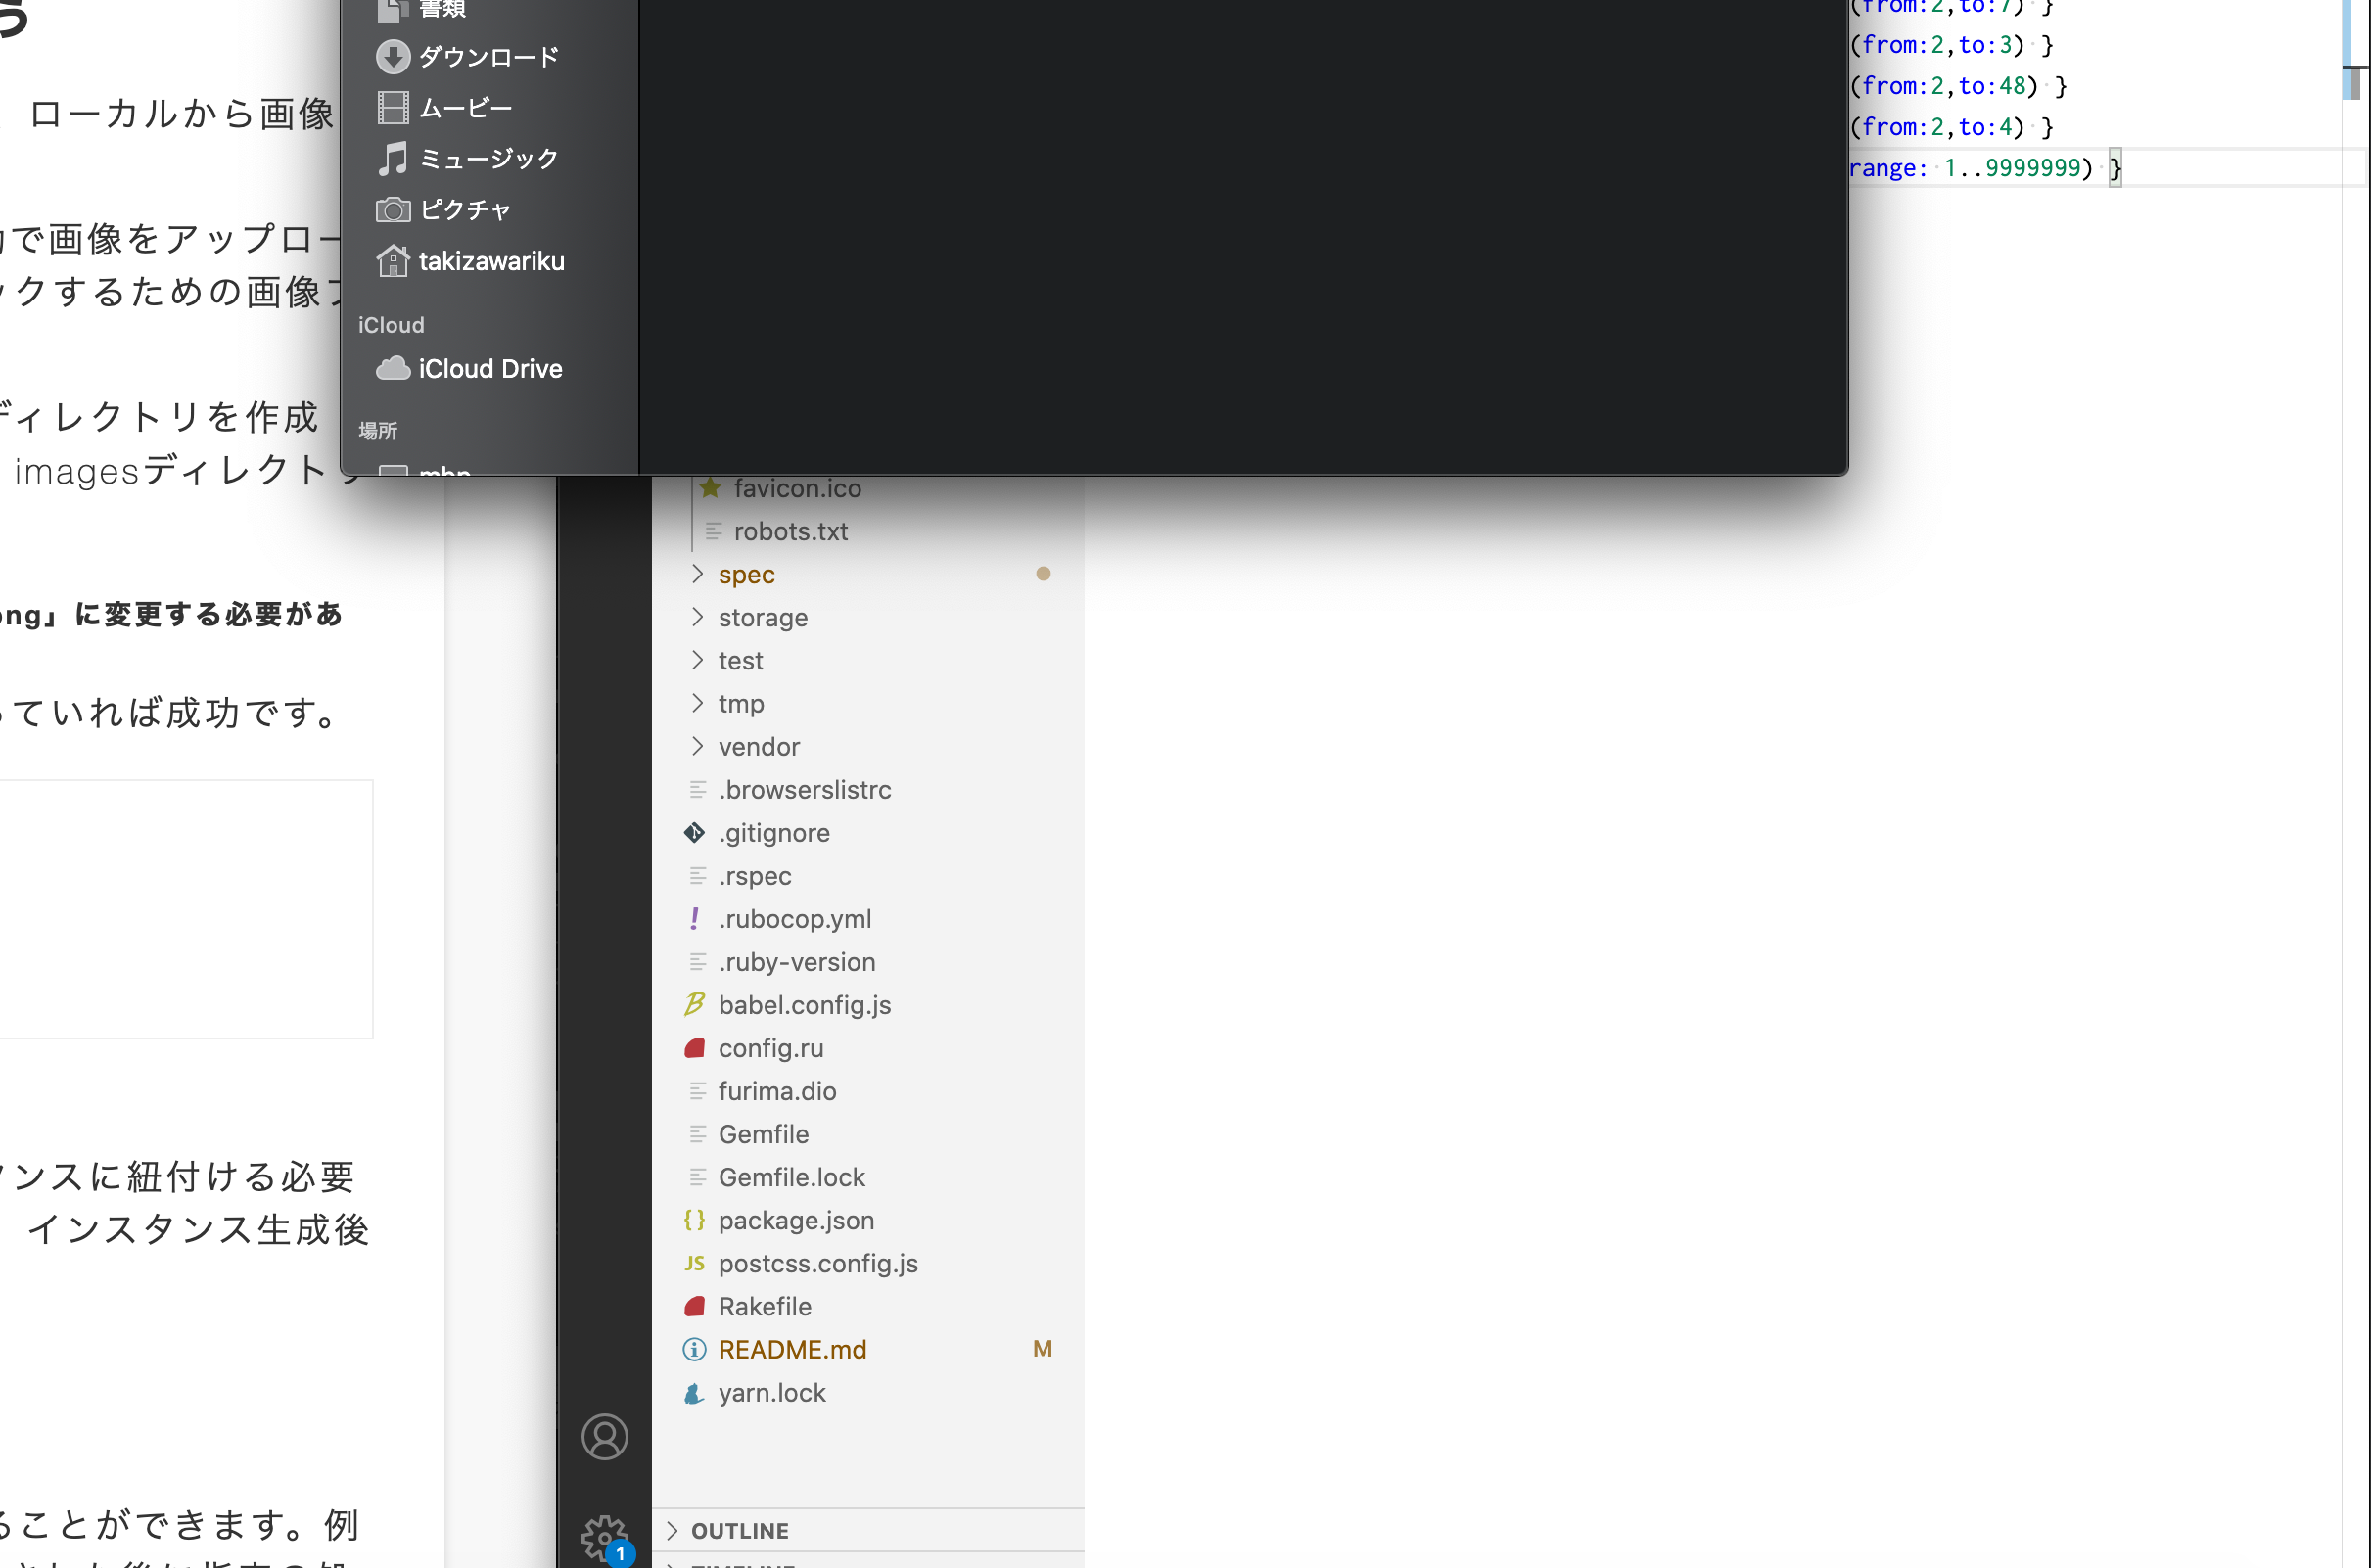 ローカルから画像
で画像をアップロー
ックするための画像フ
ディレクトリを作成
imagesディレクトリ
ong」に変更する必要があ
っていれば成功です。
ンスに紐付ける必要
インスタンス生成後
ることができます。例
書類
ダウンロード
ムービー
ミュージック
ピクチャ
takizawariku
iCloud
iCloud Drive
場所
mbp
(from:2,to:7) }
(from:2,to:3) }
(from:2,to:48) }
(from:2,to:4) }
range: 1..9999999) }
favicon.ico
robots.txt
spec
storage
test
tmp
vendor
.browserslistrc
.gitignore
.rspec
.rubocop.yml
.ruby-version
babel.config.js
config.ru
furima.dio
Gemfile
Gemfile.lock
package.json
JS postcss.config.js
Rakefile
README.md M
yarn.lock
OUTLINE
TIMELINE
1